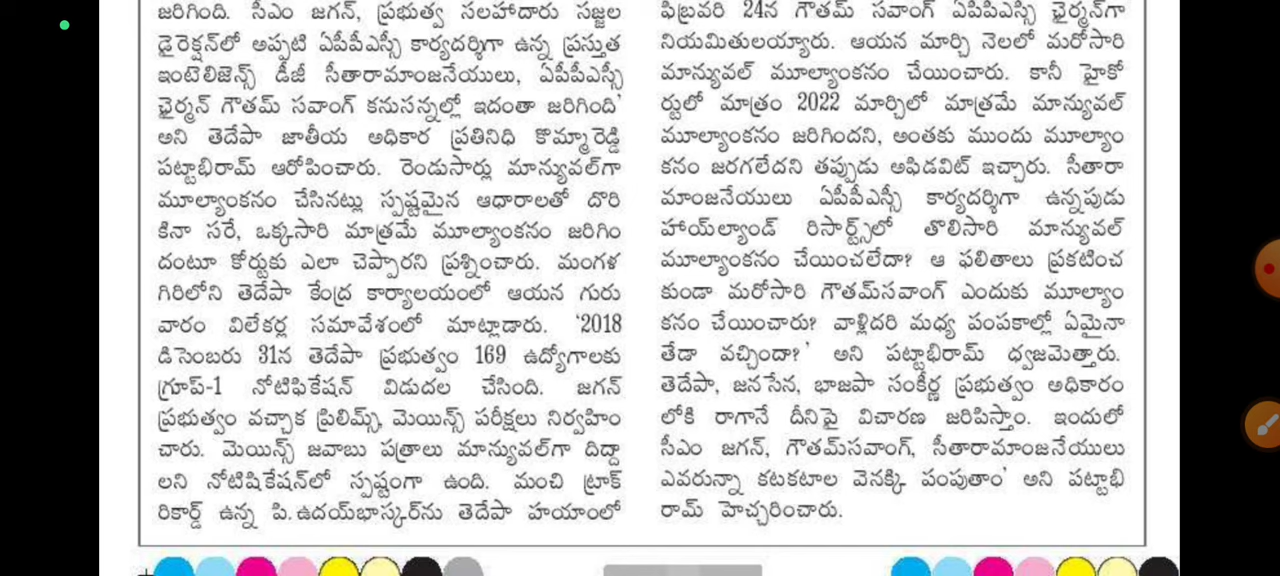 జరిగింది. సీఎం జగన్, ప్రభుత్వ సలహాదారు సజ్జల
డైరెక్షన్‌లో అప్పటి ఏపీపీఎస్సీ కార్యదర్శిగా ఉన్న ప్రస్తుత
ఇంటెలిజెన్స్ డీజీ సీతారామాంజనేయులు, ఏపీపీఎస్సీ
ఛైర్మన్ గౌతమ్ సవాంగ్ కనుసన్నల్లో ఇదంతా జరిగింది'
అని తెదేపా జాతీయ అధికార ప్రతినిధి కొమ్మారెడ్డి
పట్టాభిరామ్ ఆరోపించారు. రెండుసార్లు మాన్యువల్‌గా
మూల్యాంకనం చేసినట్లు స్పష్టమైన ఆధారాలతో దొరి
కినా సరే, ఒక్కసారి మాత్రమే మూల్యాంకనం జరిగిం
దంటూ కోర్టుకు ఎలా చెప్పారని ప్రశ్నించారు. మంగళ
గిరిలోని తెదేపా కేంద్ర కార్యాలయంలో ఆయన గురు
వారం విలేకర్ల సమావేశంలో మాట్లాడారు. '2018
డిసెంబరు 31న తెదేపా ప్రభుత్వం 169 ఉద్యోగాలకు
గ్రూప్-1 నోటిఫికేషన్ విడుదల చేసింది. జగన్
ప్రభుత్వం వచ్చాక ప్రిలిమ్స్, మెయిన్స్ పరీక్షలు నిర్వహిం
చారు. మెయిన్స్ జవాబు పత్రాలు మాన్యువల్‌గా దిద్దా
లని నోటిషికేషన్‌లో స్పష్టంగా ఉంది. మంచి ట్రాక్
రికార్డ్ ఉన్న పి.ఉదయ్‌భాస్కర్‌ను తెదేపా హయాంలో
ఫిబ్రవరి 24న గౌతమ్ సవాంగ్ ఏపీపీఎస్సీ ఛైర్మన్‌గా
నియమితులయ్యారు. ఆయన మార్చి నెలలో మరోసారి
మాన్యువల్ మూల్యాంకనం చేయించారు. కానీ హైకో
ర్టులో మాత్రం 2022 మార్చిలో మాత్రమే మాన్యువల్
మూల్యాంకనం జరిగిందని, అంతకు ముందు మూల్యాం
కనం జరగలేదని తప్పుడు అఫిడవిట్ ఇచ్చారు. సీతారా
మాంజనేయులు ఏపీపీఎస్సీ కార్యదర్శిగా ఉన్నపుడు
హాయ్‌ల్యాండ్ రిసార్ట్స్‌లో తొలిసారి మాన్యువల్
మూల్యాంకనం చేయించలేదా? ఆ ఫలితాలు ప్రకటించ
కుండా మరోసారి గౌతమ్‌సవాంగ్ ఎందుకు మూల్యాం
కనం చేయించారు? వాళ్లిదరి మధ్య పంపకాల్లో ఏమైనా
తేడా వచ్చిందా?' అని పట్టాభిరామ్ ధ్వజమెత్తారు.
తెదేపా, జనసేన, భాజపా సంకీర్ణ ప్రభుత్వం అధికారం
లోకి రాగానే దీనిపై విచారణ జరిపిస్తాం. ఇందులో
సీఎం జగన్, గౌతమ్‌సవాంగ్, సీతారామాంజనేయులు
ఎవరున్నా కటకటాల వెనక్కి పంపుతాం' అని పట్టాభి
రామ్ హెచ్చరించారు.